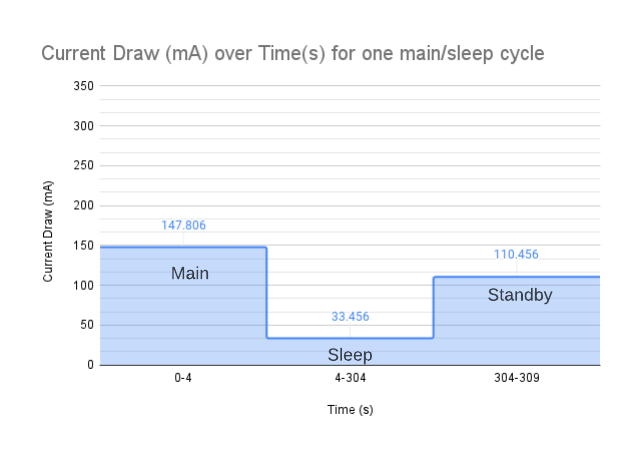 Current Draw (mA) over Time(s) for one main/sleep cycle
Current Draw (mA)
350
300
250
200
150
100
50
0
147.806
Main
33.456
Sleep
110.456
Standby
0-4
4-304
304-309
Time (s)